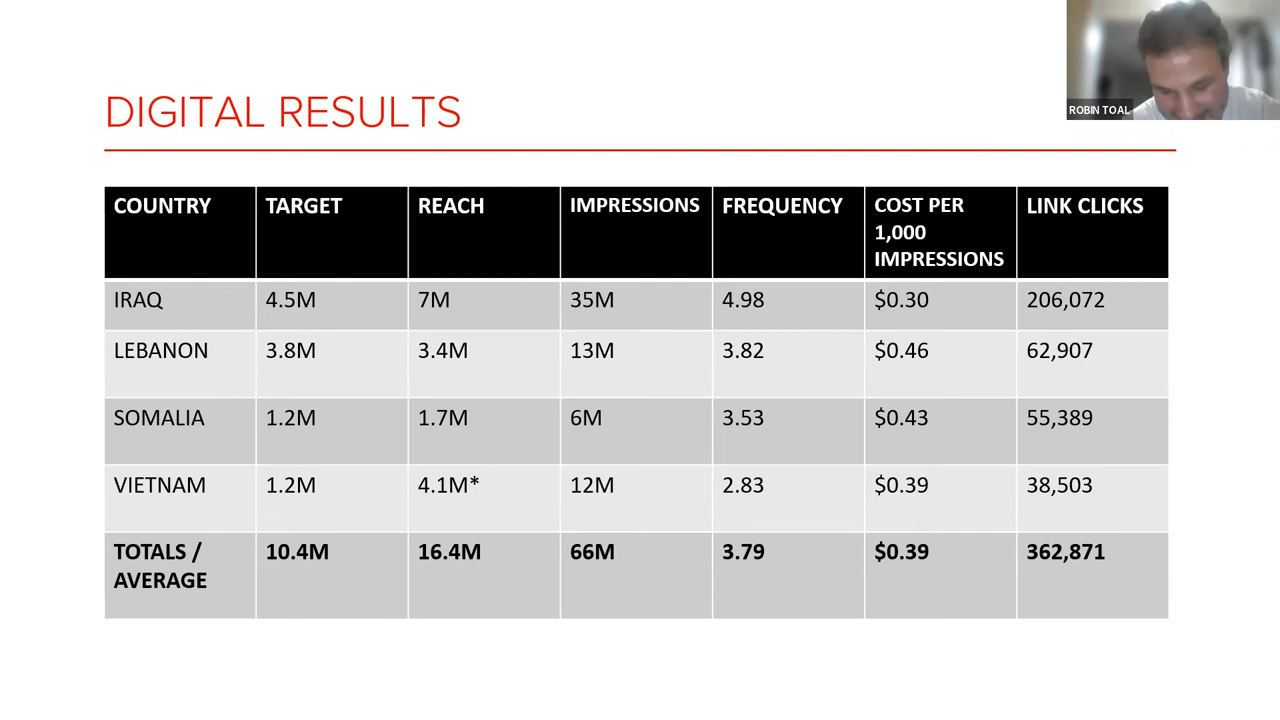 ROBIN TOAL
DIGITAL RESULTS
COUNTRY TARGET REACH IMPRESSIONS FREQUENCY COST PER 1,000 IMPRESSIONS LINK CLICKS
IRAQ 4.5M 7M 35M 4.98 $0.30 206,072
LEBANON 3.8M 3.4M 13M 3.82 $0.46 62,907
SOMALIA 1.2M 1.7M 6M 3.53 $0.43 55,389
VIETNAM 1.2M 4.1M* 12M 2.83 $0.39 38,503
TOTALS / AVERAGE 10.4M 16.4M 66M 3.79 $0.39 362,871